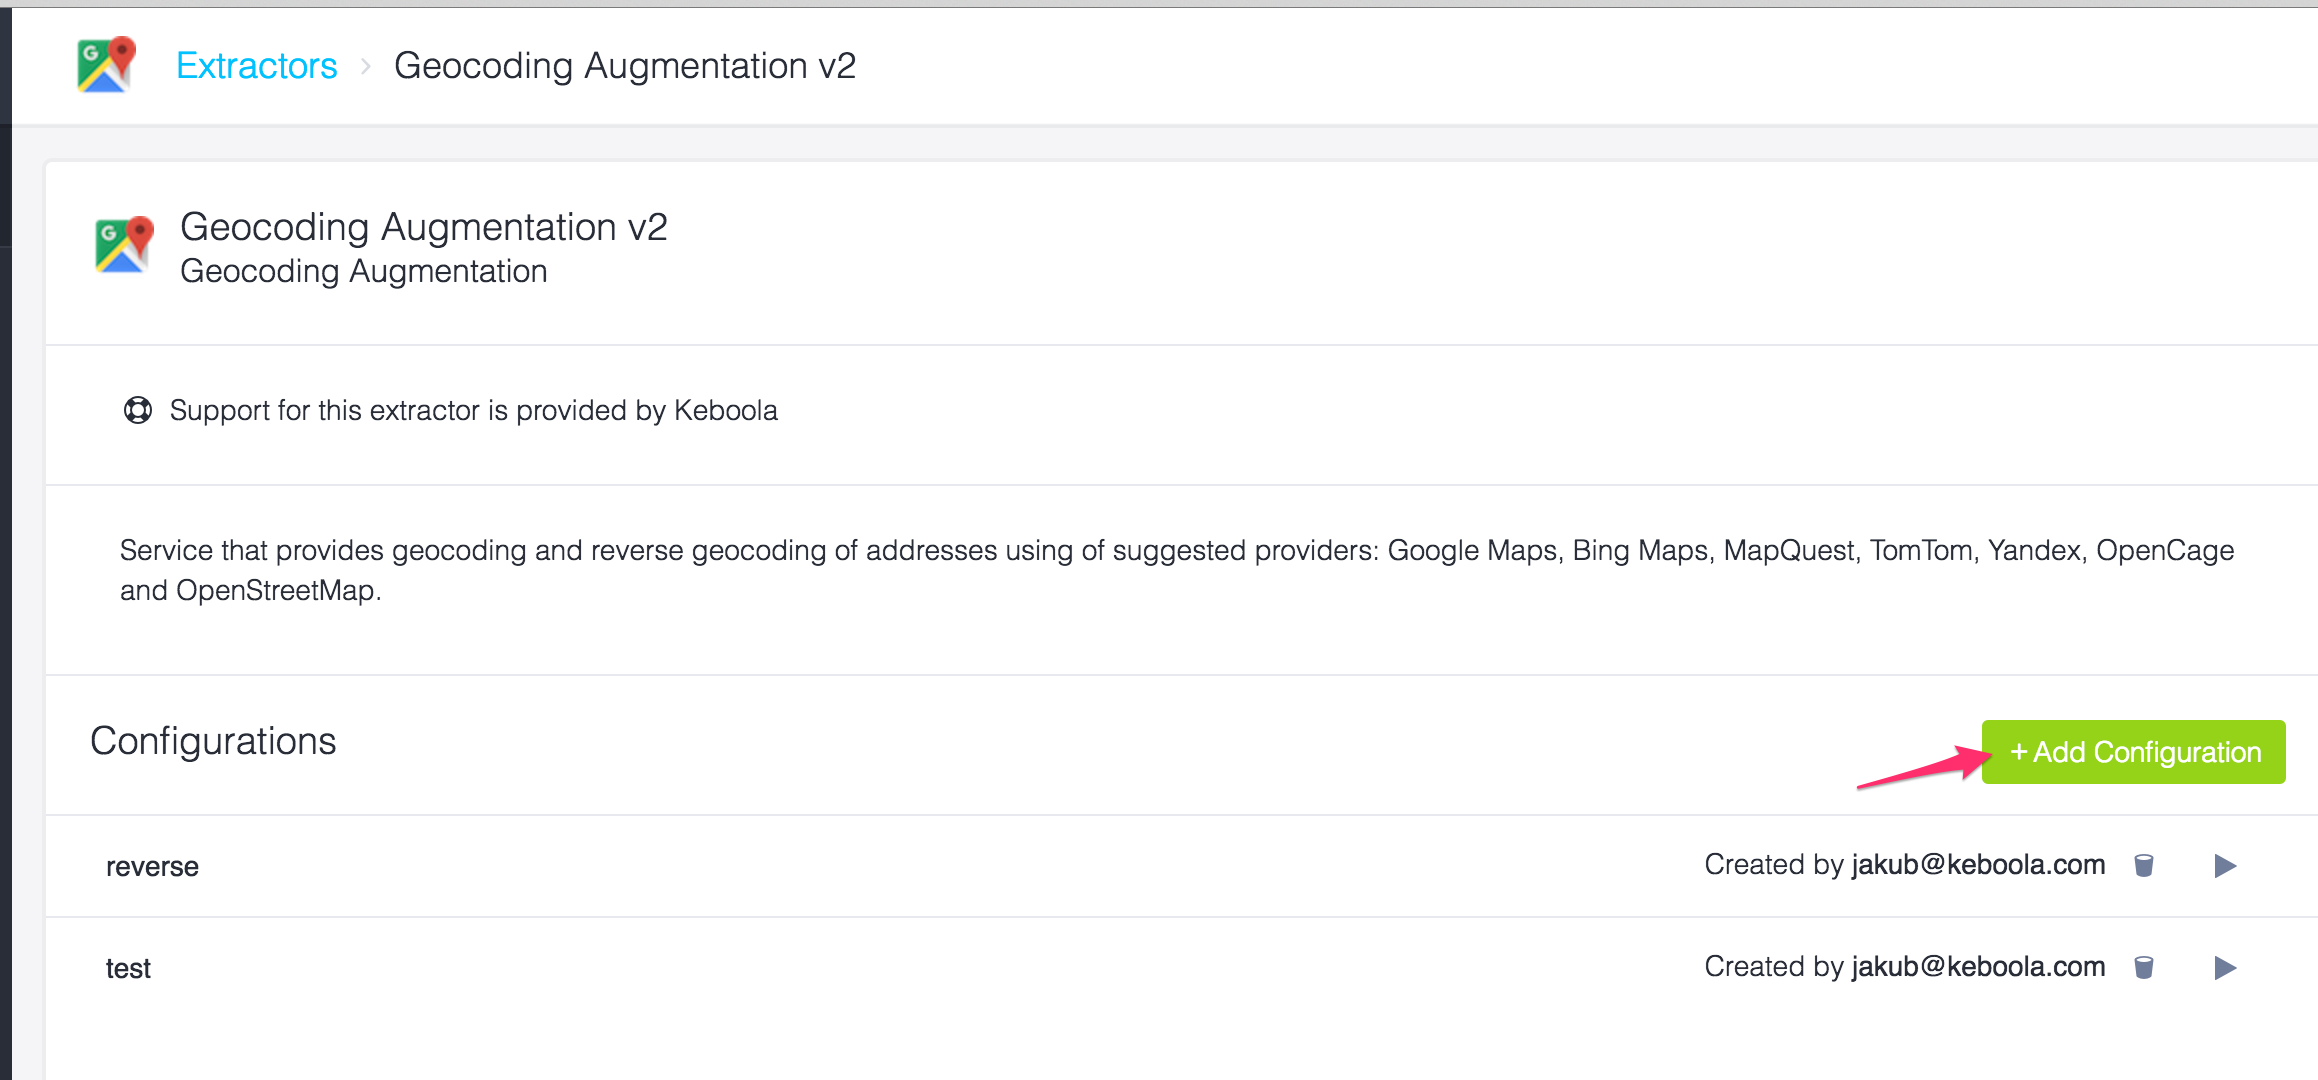 Extractors > Geocoding Augmentation v2
Geocoding Augmentation v2
Geocoding Augmentation
Support for this extractor is provided by Keboola
Service that provides geocoding and reverse geocoding of addresses using of suggested providers: Google Maps, Bing Maps, MapQuest, TomTom, Yandex, OpenCage
and OpenStreetMap.
Configurations
+ Add Configuration
reverse
Created by jakub@keboola.com
test
Created by jakub@keboola.com